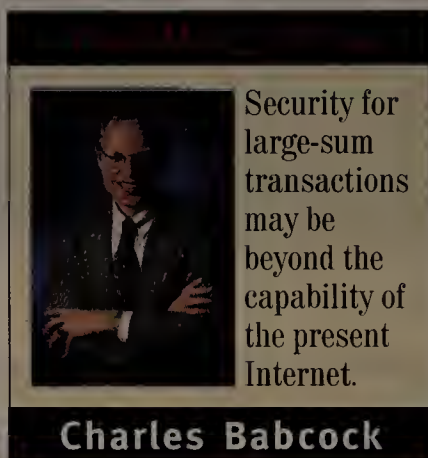 Security for
large-sum
transactions
may be
beyond the
capability of
the present
Internet.
Charles Babcock